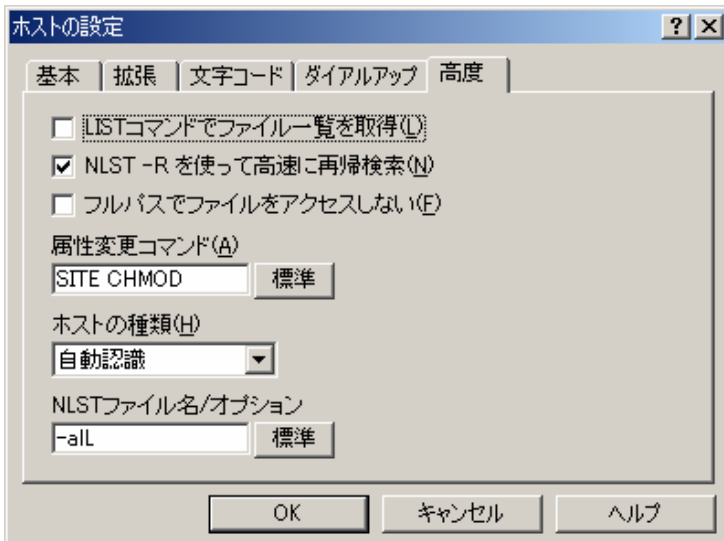 ホストの設定
基本 拡張 文字コード ダイアルアップ 高度
LISTコマンドでファイル一覧を取得(L)
NLST -R を使って高速に再帰検索(N)
フルパスでファイルをアクセスしない(F)
属性変更コマンド(A)
SITE CHMOD 標準
ホストの種類(H)
自動認識
NLSTファイル名/オプション
-alL 標準
OK キャンセル ヘルプ